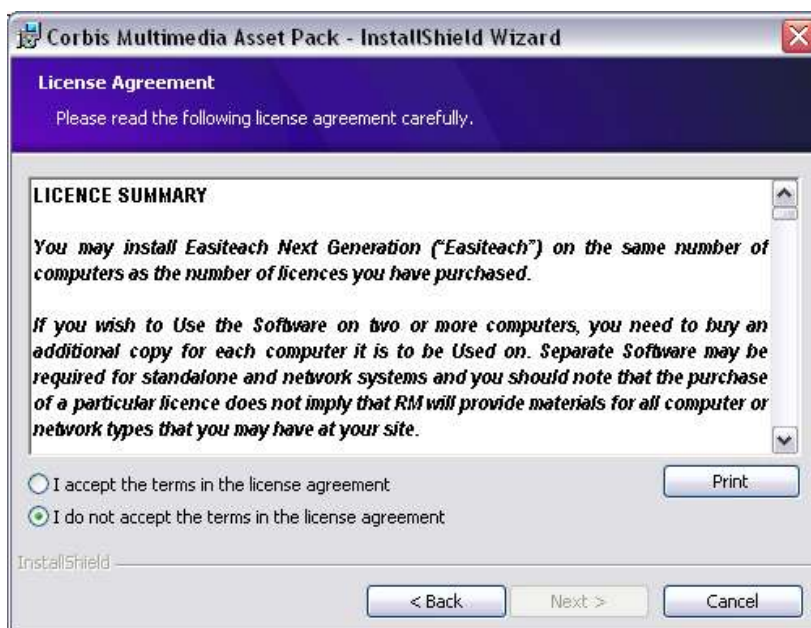 Corbis Multimedia Asset Pack - InstallShield Wizard
License Agreement
Please read the following license agreement carefully.
LICENCE SUMMARY
You may install Easiteach Next Generation ("Easiteach") on the same number of
computers as the number of licences you have purchased.
If you wish to Use the Software on two or more computers, you need to buy an
additional copy for each computer it is to be Used on. Separate Software may be
required for standalone and network systems and you should note that the purchase
of a particular licence does not imply that RM will provide materials for all computer or
network types that you may have at your site.
I accept the terms in the license agreement
Print
I do not accept the terms in the license agreement
InstallShield
< Back
Next >
Cancel